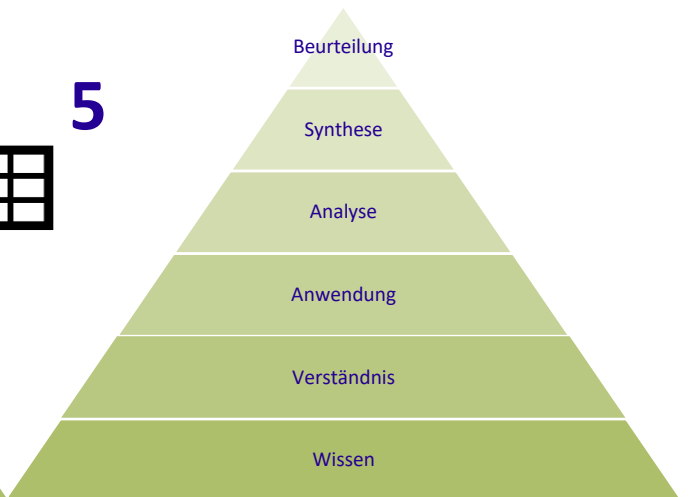 Beurteilung
5
Synthese
Analyse
Anwendung
Verständnis
Wissen